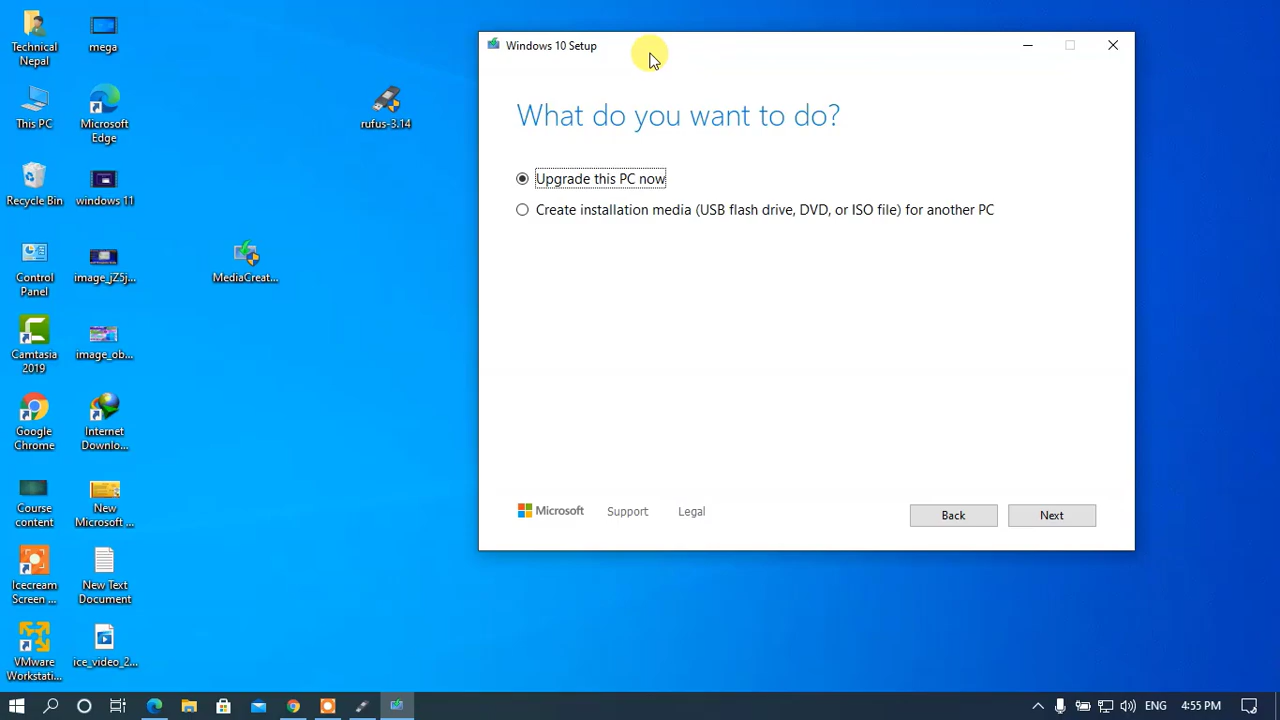 Technical
Nepal
mega
This PC
Microsoft
Edge
rufus-3.14
Recycle Bin
windows 11
Control
Panel
image_jZ5j...
MediaCreat...
Camtasia
2019
image_ob...
Google
Chrome
Internet
Downlo...
Course
content
New
Microsoft ...
Icecream
Screen ...
New Text
Document
VMware
Workstati...
ice_video_2...
Windows 10 Setup
What do you want to do?
Upgrade this PC now
Create installation media (USB flash drive, DVD, or ISO file) for another PC
Microsoft
Support
Legal
Back
Next
ENG
4:55 PM